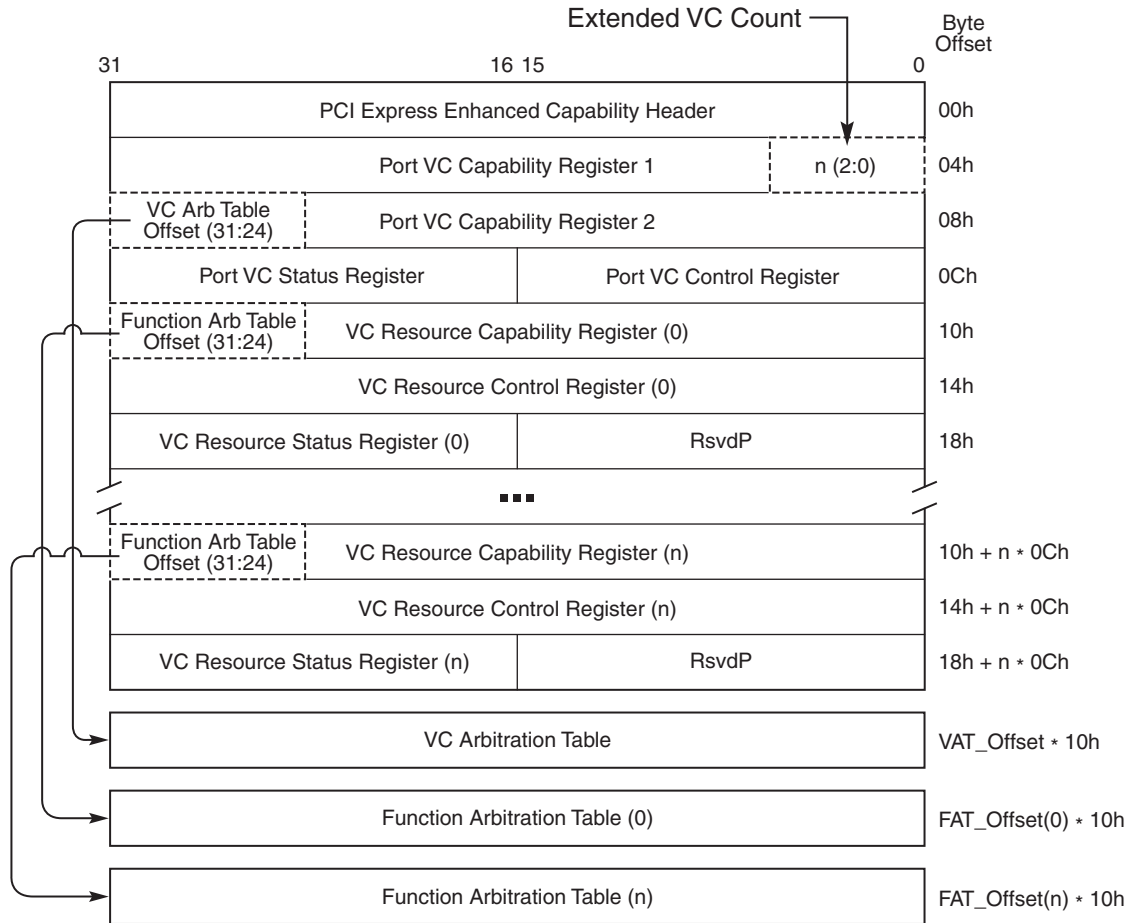 Extended VC Count
Byte
Offset
31 16 15 0
PCI Express Enhanced Capability Header 00h
Port VC Capability Register 1 n (2:0) 04h
VC Arb Table
Offset (31:24)
Port VC Capability Register 2 08h
Port VC Status Register Port VC Control Register 0Ch
Function Arb Table
Offset (31:24)
VC Resource Capability Register (0) 10h
VC Resource Control Register (0) 14h
VC Resource Status Register (0) RsvdP 18h
Function Arb Table
Offset (31:24)
VC Resource Capability Register (n) 10h + n * 0Ch
VC Resource Control Register (n) 14h + n * 0Ch
VC Resource Status Register (n) RsvdP 18h + n * 0Ch
VC Arbitration Table VAT_Offset * 10h
Function Arbitration Table (0) FAT_Offset(0) * 10h
Function Arbitration Table (n) FAT_Offset(n) * 10h